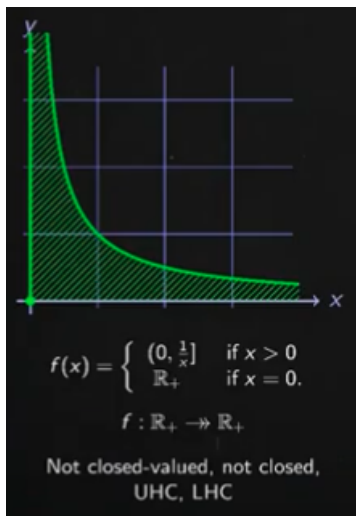 y
x
f(x) = { (0, 1/x] if x > 0
ℝ₊ if x = 0.
f : ℝ₊ ↠ ℝ₊
Not closed-valued, not closed,
UHC, LHC